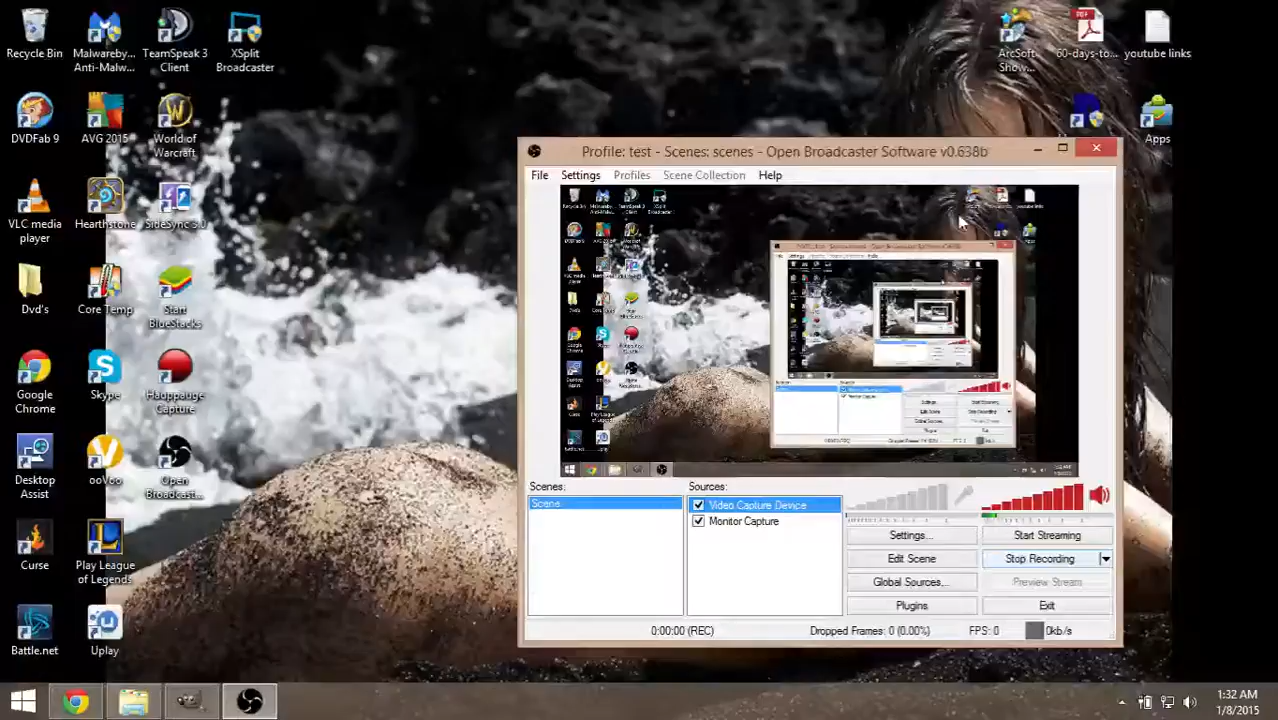 Recycle Bin
Malwareby... Anti-Malw...
TeamSpeak 3 Client
XSplit Broadcaster
ArcSoft Show...
PDF
60-days-to...
youtube links
DVDFab 9
AVG 2015
World of Warcraft
Apps
VLC media player
Hearthstone
SideSync 3.0
Dvd's
Core Temp
Start BlueStacks
Google Chrome
Skype
Hauppauge Capture
Desktop Assist
ooVoo
Open Broadcast...
Curse
Play League of Legends
Battle.net
Uplay
Profile: test - Scenes: scenes - Open Broadcaster Software v0.638b
File Settings Profiles Scene Collection Help
Scenes:
Scene
Sources:
Video Capture Device
Monitor Capture
Settings...
Start Streaming
Edit Scene
Stop Recording
Global Sources...
Preview Stream
Plugins
Exit
0:00:00 (REC)
Dropped Frames: 0 (0.00%)
FPS: 0
0kb/s
1:32 AM
1/8/2015